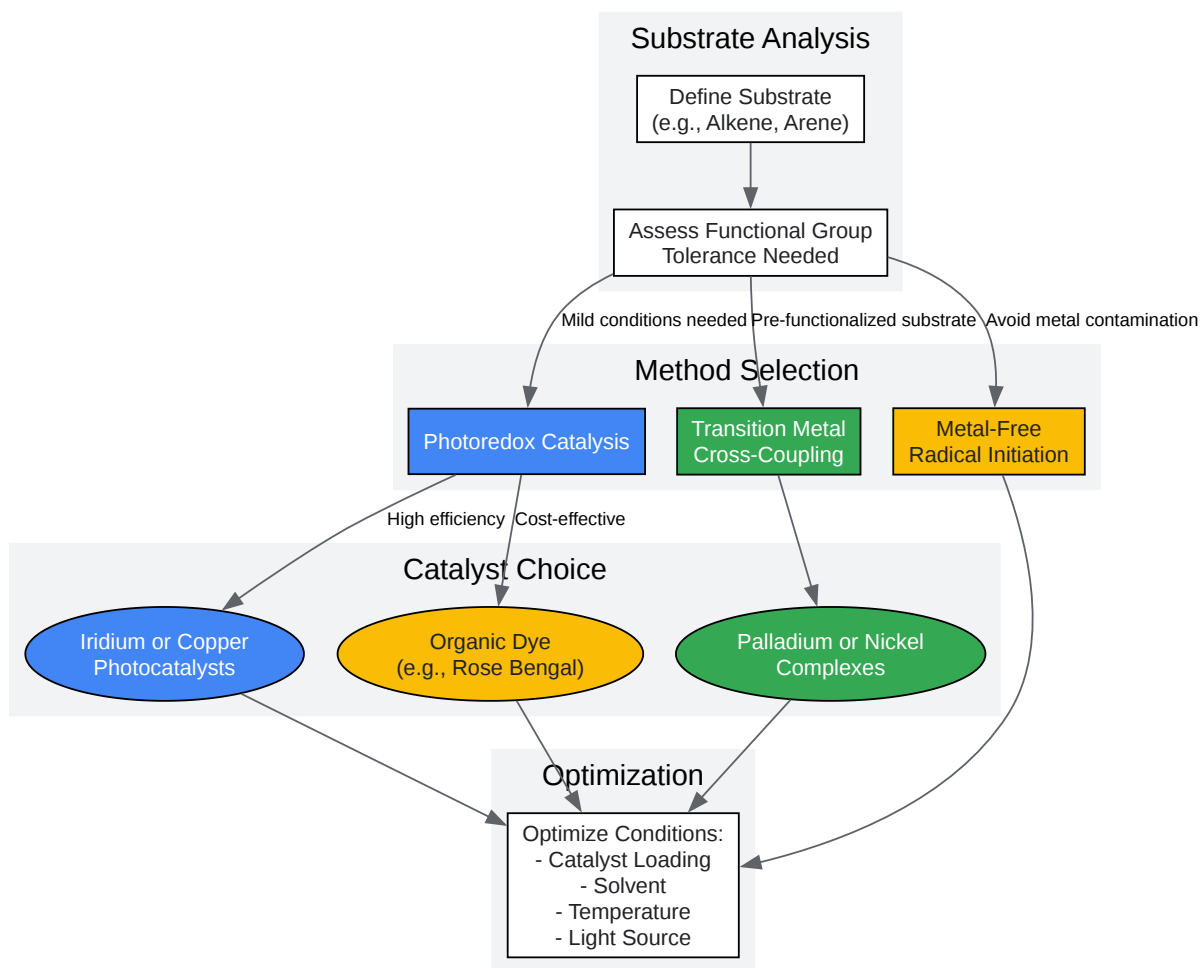 Substrate Analysis
Define Substrate
(e.g., Alkene, Arene)
Assess Functional Group
Tolerance Needed
Mild conditions needed
Pre-functionalized substrate
Avoid metal contamination
Method Selection
Photoredox Catalysis
Transition Metal
Cross-Coupling
Metal-Free
Radical Initiation
High efficiency
Cost-effective
Catalyst Choice
Iridium or Copper
Photocatalysts
Organic Dye
(e.g., Rose Bengal)
Palladium or Nickel
Complexes
Optimization
Optimize Conditions:
- Catalyst Loading
- Solvent
- Temperature
- Light Source